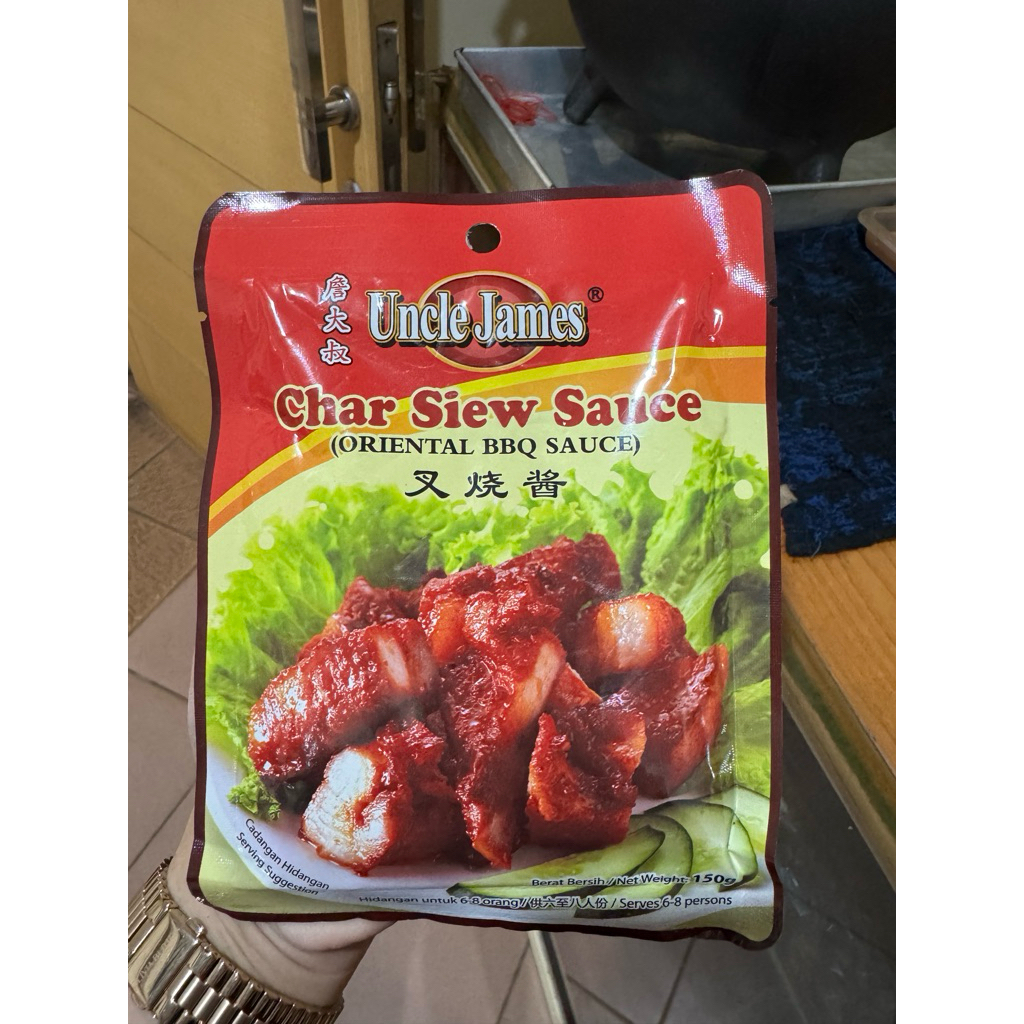 詹大叔
Uncle James®
Char Siew Sauce
(ORIENTAL BBQ SAUCE)
叉烧酱
Cadangan Hidangan
Serving Suggestion
Berat Bersih / Net Weight: 150g
Hidangan untuk 6-8 orang / 供六至八人份 / Serves 6-8 persons